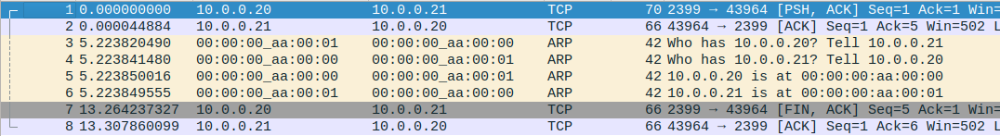 1 0.000000000 10.0.0.20 10.0.0.21 TCP 70 2399 → 43964 [PSH, ACK] Seq=1 Ack=1 Win=
2 0.000044884 10.0.0.21 10.0.0.20 TCP 66 43964 → 2399 [ACK] Seq=1 Ack=5 Win=502 L
3 5.223820490 00:00:00_aa:00:01 00:00:00_aa:00:00 ARP 42 Who has 10.0.0.20? Tell 10.0.0.21
4 5.223841480 00:00:00_aa:00:00 00:00:00_aa:00:01 ARP 42 Who has 10.0.0.21? Tell 10.0.0.20
5 5.223850016 00:00:00_aa:00:00 00:00:00_aa:00:01 ARP 42 10.0.0.20 is at 00:00:00:aa:00:00
6 5.223849555 00:00:00_aa:00:01 00:00:00_aa:00:00 ARP 42 10.0.0.21 is at 00:00:00:aa:00:01
7 13.264237327 10.0.0.20 10.0.0.21 TCP 66 2399 → 43964 [FIN, ACK] Seq=5 Ack=1 Win=
8 13.307860099 10.0.0.21 10.0.0.20 TCP 66 43964 → 2399 [ACK] Seq=1 Ack=6 Win=502 L